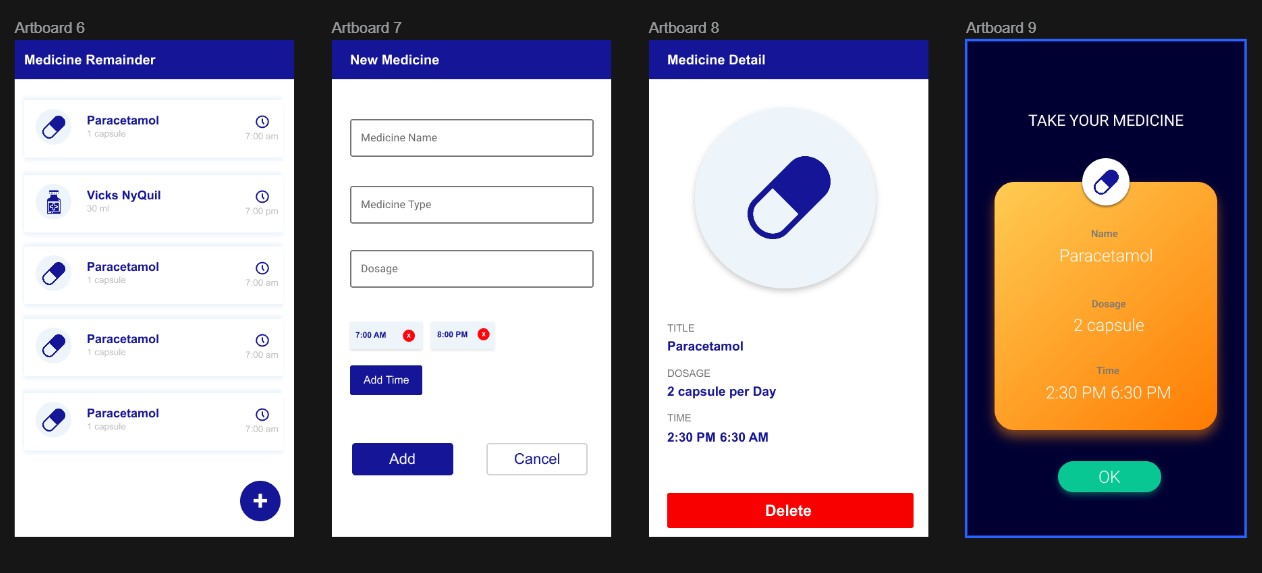 Artboard 6
Medicine Remainder
Paracetamol
1 capsule
7:00 am
Vicks NyQuil
30 ml
7:00 pm
Paracetamol
1 capsule
7:00 am
Paracetamol
1 capsule
7:00 am
Paracetamol
1 capsule
7:00 am
+
Artboard 7
New Medicine
Medicine Name
Medicine Type
Dosage
7:00 AM x 8:00 PM x
Add Time
Add Cancel
Artboard 8
Medicine Detail
TITLE
Paracetamol
DOSAGE
2 capsule per Day
TIME
2:30 PM 6:30 AM
Delete
Artboard 9
TAKE YOUR MEDICINE
Name
Paracetamol
Dosage
2 capsule
Time
2:30 PM 6:30 PM
OK